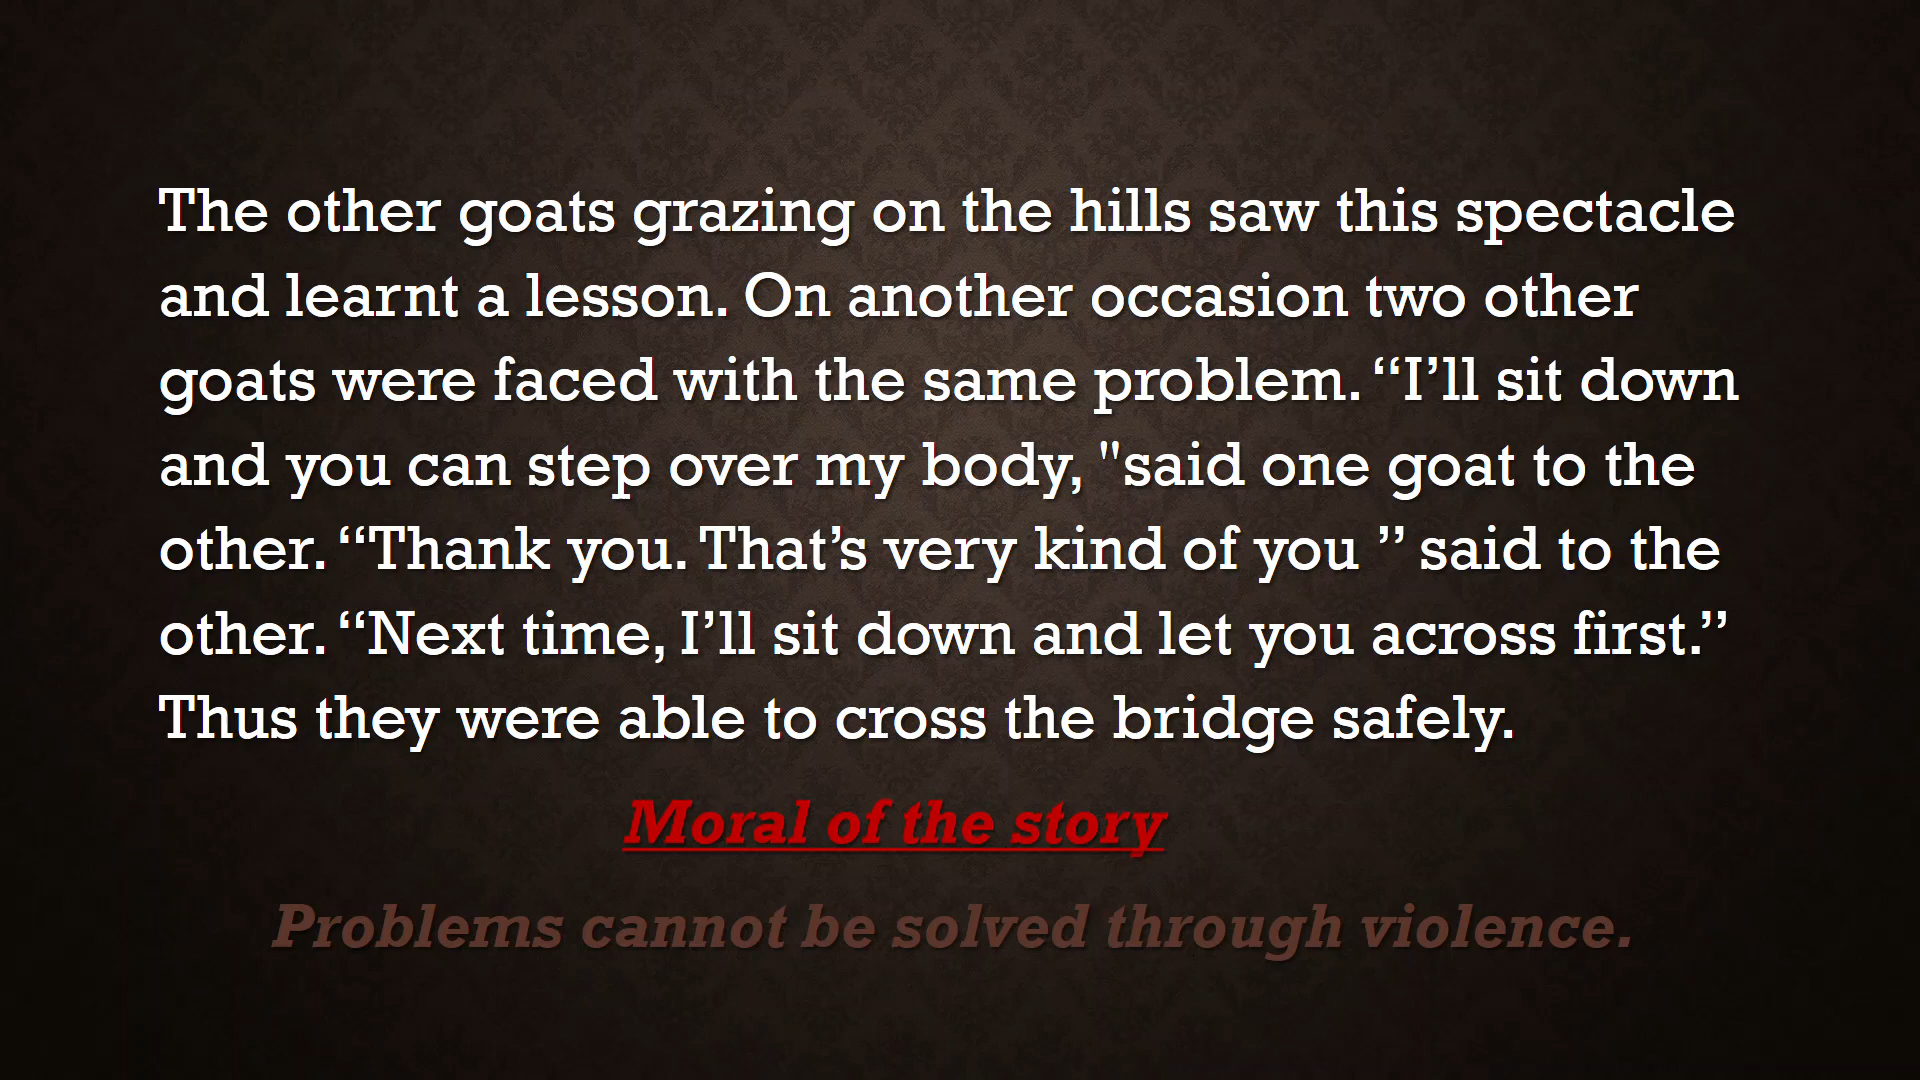 The other goats grazing on the hills saw this spectacle
and learnt a lesson. On another occasion two other
goats were faced with the same problem. “I’ll sit down
and you can step over my body, "said one goat to the
other. “Thank you. That’s very kind of you ” said to the
other. “Next time, I’ll sit down and let you across first.”
Thus they were able to cross the bridge safely.
Moral of the story
Problems cannot be solved through violence.